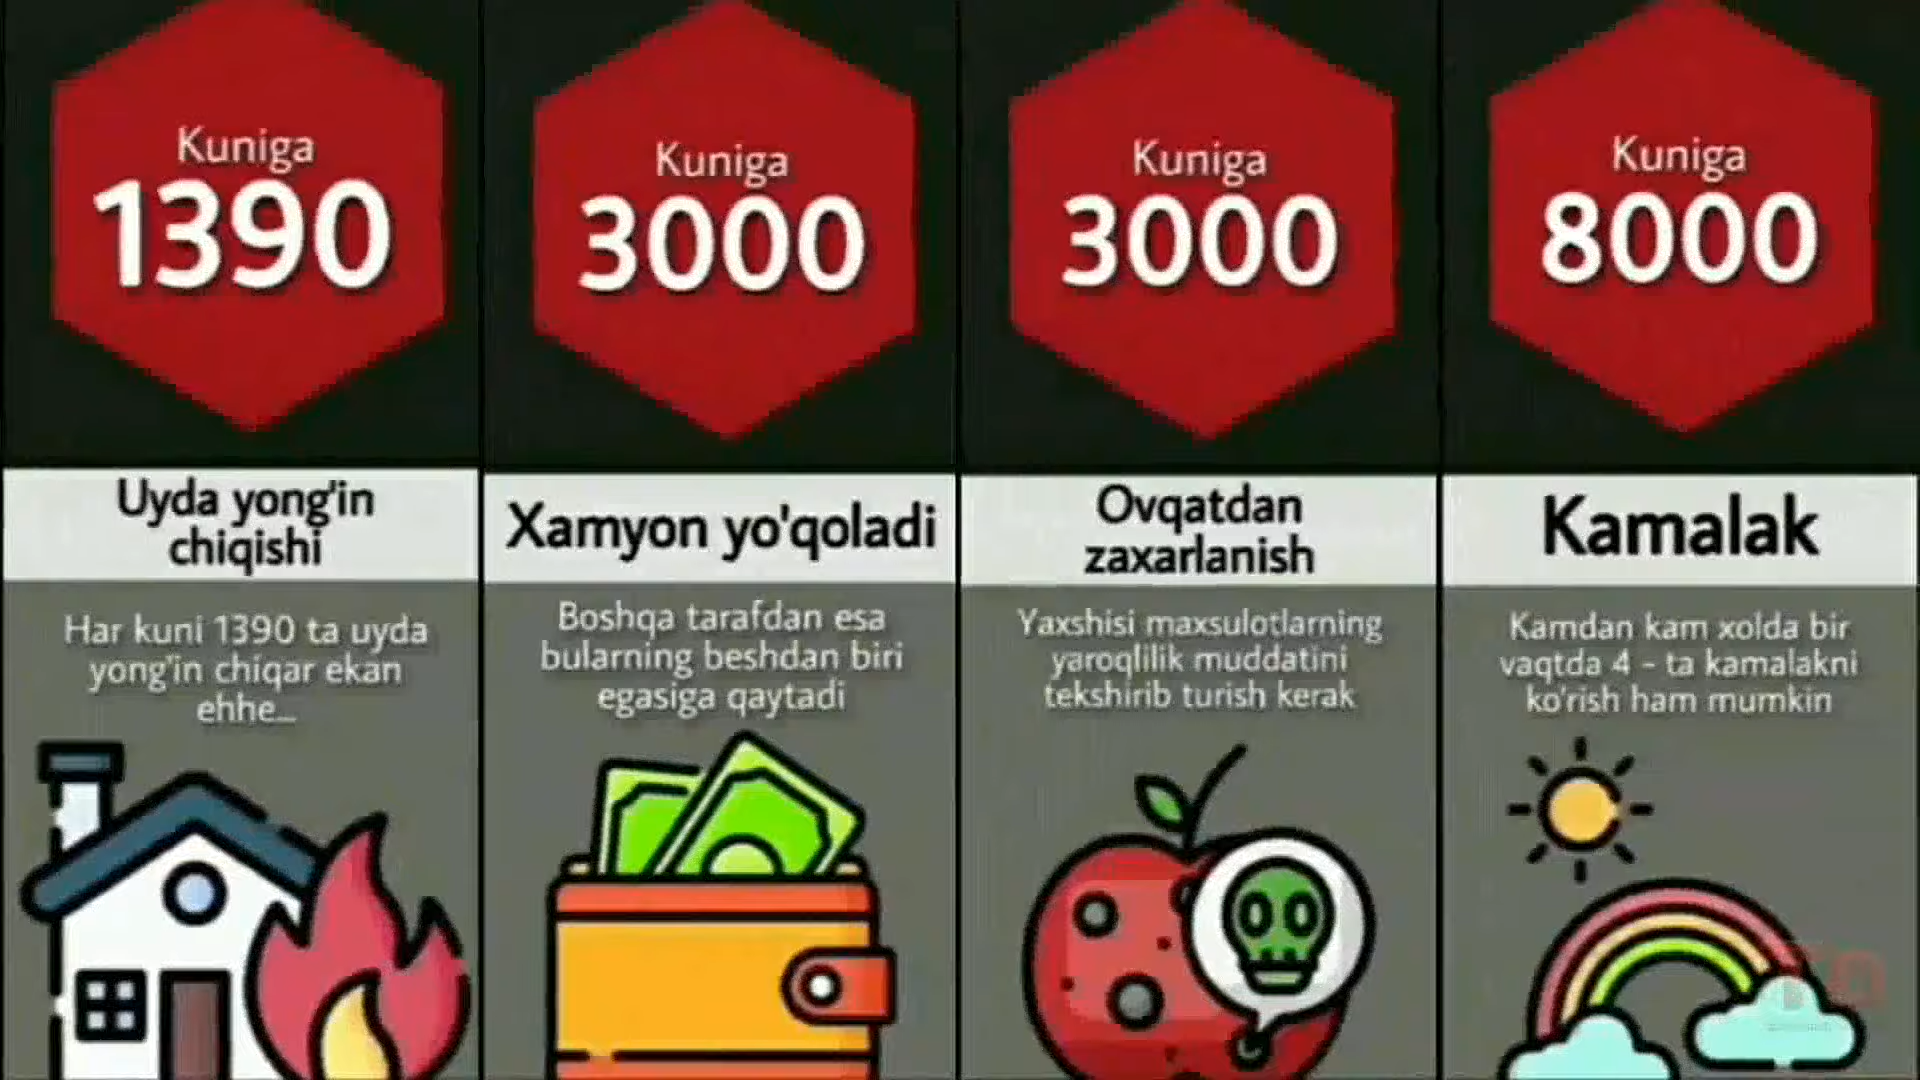 Kuniga
1390
Uyda yong'in
chiqishi
Har kuni 1390 ta uyda
yong'in chiqar ekan
ehhe...
Kuniga
3000
Xamyon yo'qoladi
Boshqa tarafdan esa
bularning beshdan biri
egasiga qaytadi
Kuniga
3000
Ovqatdan
zaxarlanish
Yaxshisi maxsulotlarning
yaroqlilik muddatini
tekshirib turish kerak
Kuniga
8000
Kamalak
Kamdan kam xolda bir
vaqtda 4 - ta kamalakni
ko'rish ham mumkin